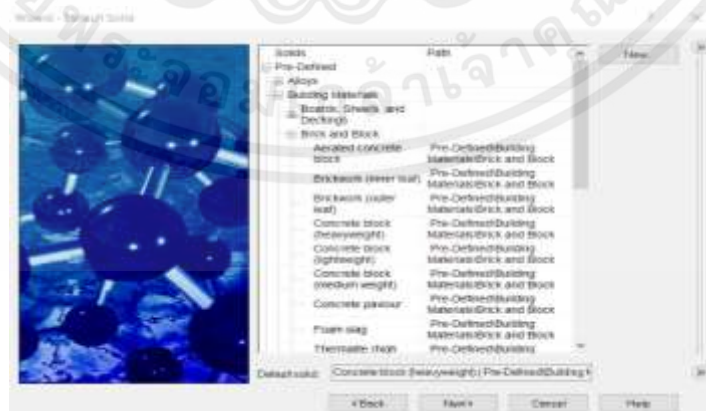 Wizard - Default Solid
Solids Path New...
Pre-Defined
Alloys
Building Materials
Boards, Sheets and
Deckings
Brick and Block
Aerated concrete Pre-Defined\Building
block Materials\Brick and Block
Brickwork (inner leaf) Pre-Defined\Building
Materials\Brick and Block
Brickwork (outer Pre-Defined\Building
leaf) Materials\Brick and Block
Concrete block Pre-Defined\Building
(heavyweight) Materials\Brick and Block
Concrete block Pre-Defined\Building
(lightweight) Materials\Brick and Block
Concrete block Pre-Defined\Building
(medium weight) Materials\Brick and Block
Concrete paviour Pre-Defined\Building
Materials\Brick and Block
Foam slag Pre-Defined\Building
Materials\Brick and Block
Thermalite (high Pre-Defined\Building
Default solid: Concrete block (heavyweight) ( Pre-Defined\Building M
< Back Next > Cancel Help